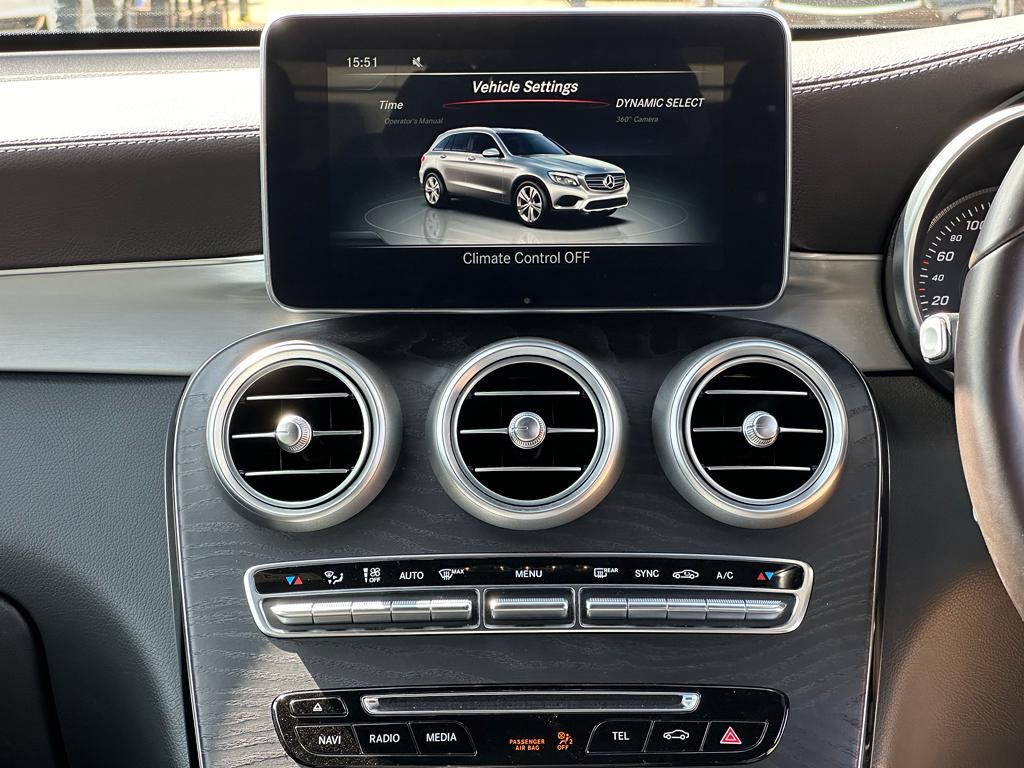 15:51
Vehicle Settings
Time DYNAMIC SELECT
Operator's Manual 360° Camera
Climate Control OFF
100
80
60
40
20
OFF AUTO MAX MENU REAR SYNC A/C
NAVI RADIO MEDIA PASSENGER AIR BAG OFF TEL